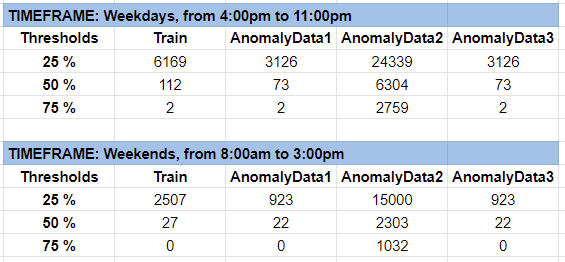 TIMEFRAME: Weekdays, from 4:00pm to 11:00pm
Thresholds Train AnomalyData1 AnomalyData2 AnomalyData3
25 % 6169 3126 24339 3126
50 % 112 73 6304 73
75 % 2 2 2759 2
TIMEFRAME: Weekends, from 8:00am to 3:00pm
Thresholds Train AnomalyData1 AnomalyData2 AnomalyData3
25 % 2507 923 15000 923
50 % 27 22 2303 22
75 % 0 0 1032 0